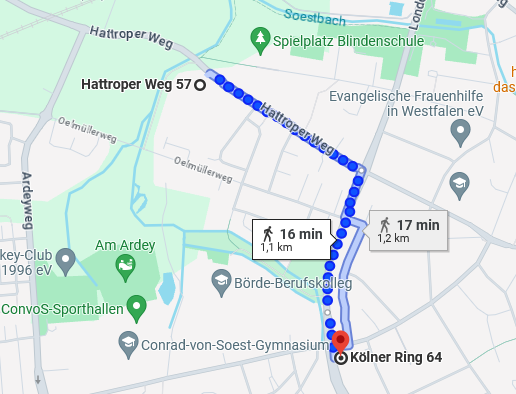 Soestbach
Londo
Hattroper Weg
Spielplatz Blindenschule
Hattroper Weg 57
Evangelische Frauenhilfe
in Westfalen eV
Hattroper Weg
das
Oelmüllerweg
Oelmüllerweg
Ardeyweg
16 min
1,1 km
17 min
1,2 km
Am Ardey
key-Club
1996 eV
Börde-Berufskolleg
ConvoS-Sporthallen
Conrad-von-Soest-Gymnasium
Kölner Ring 64